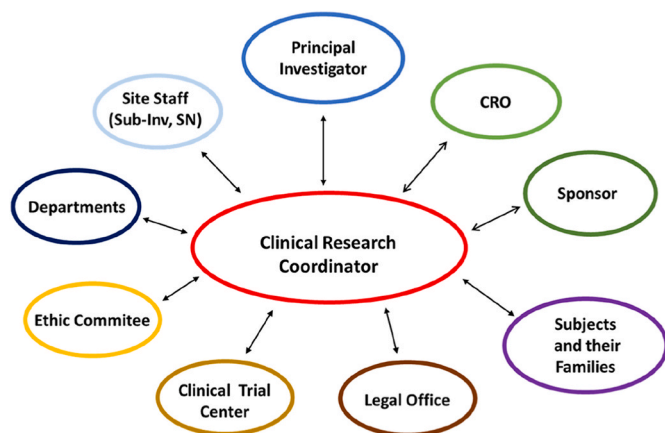 Principal
Investigator
CRO
Site Staff
(Sub-Inv, SN)
Sponsor
Departments
Clinical Research
Coordinator
Ethic Commitee
Subjects
and their
Families
Clinical Trial
Center
Legal Office